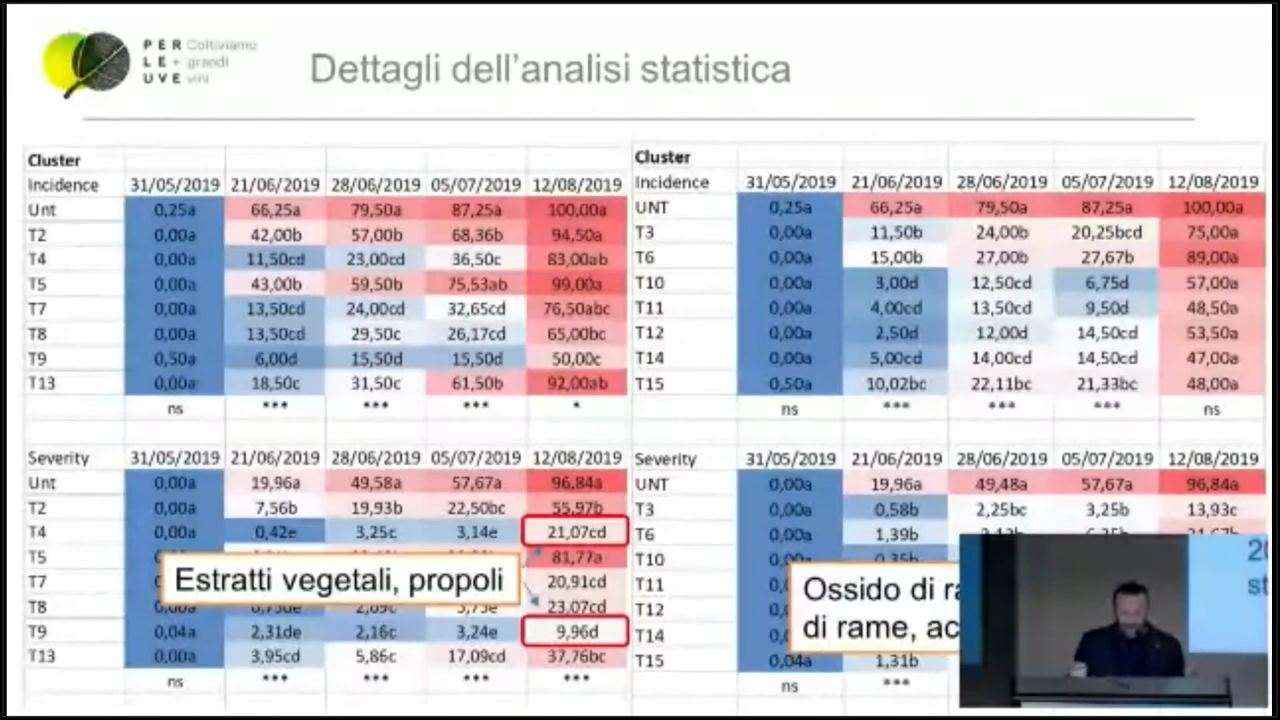 PER Coltiviamo
LE + grandi
UVE vini
Dettagli dell'analisi statistica
Cluster
Incidence 31/05/2019 21/06/2019 28/06/2019 05/07/2019 12/08/2019
Unt 0,25a 66,25a 79,50a 87,25a 100,00a
T2 0,00a 42,00b 57,00b 68,36b 94,50a
T4 0,00a 11,50cd 23,00cd 36,50c 83,00ab
T5 0,00a 43,00b 59,50b 75,53ab 99,00a
T7 0,00a 13,50cd 24,00cd 32,65cd 76,50abc
T8 0,00a 13,50cd 29,50c 26,17cd 65,00bc
T9 0,50a 6,00d 15,50d 15,50d 50,00c
T13 0,00a 18,50c 31,50c 61,50b 92,00ab
ns *** *** *** *
Severity 31/05/2019 21/06/2019 28/06/2019 05/07/2019 12/08/2019
Unt 0,00a 19,96a 49,58a 57,67a 96,84a
T2 0,00a 7,56b 19,93b 22,50bc 55,97b
T4 0,00a 0,42e 3,25c 3,14e 21,07cd
T5 81,77a
Estratti vegetali, propoli
T7 20,91cd
T8 0,00a 0,73de 2,69c 3,73e 23,07cd
T9 0,04a 2,31de 2,16c 3,24e 9,96d
T13 0,00a 3,95cd 5,86c 17,09cd 37,76bc
ns *** *** *** ***
Cluster
Incidence 31/05/2019 21/06/2019 28/06/2019 05/07/2019 12/08/2019
UNT 0,25a 66,25a 79,50a 87,25a 100,00a
T3 0,00a 11,50b 24,00b 20,25bcd 75,00a
T6 0,00a 15,00b 27,00b 27,67b 89,00a
T10 0,00a 3,00d 12,50cd 6,75d 57,00a
T11 0,00a 4,00cd 13,50cd 9,50d 48,50a
T12 0,00a 2,50d 12,00d 14,50cd 53,50a
T14 0,00a 5,00cd 14,00cd 14,50cd 47,00a
T15 0,50a 10,02bc 22,11bc 21,33bc 48,00a
ns *** *** *** ns
Severity 31/05/2019 21/06/2019 28/06/2019 05/07/2019 12/08/2019
UNT 0,00a 19,96a 49,48a 57,67a 96,84a
T3 0,00a 0,58b 2,25bc 3,25b 13,93c
T6 0,00a 1,39b
T10 0,00a 0,35b
T11
T12
T14
Ossido di
di rame,
T15 0,04a 1,31b
ns ***